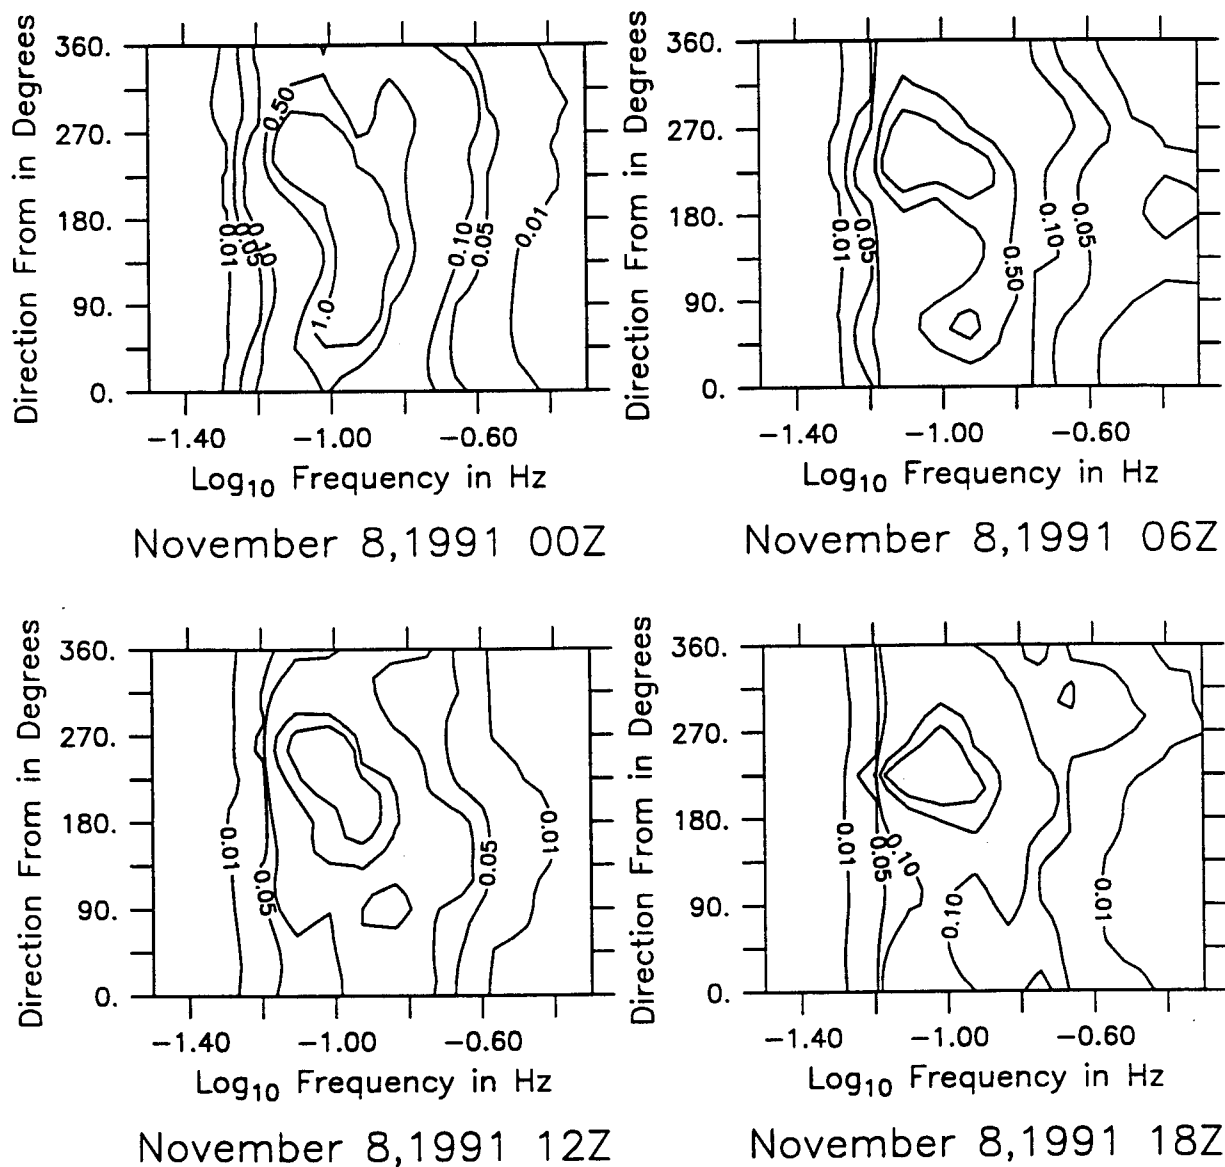 Direction From in Degrees
360.
270.
180.
90.
0.
0.50
1.0
0.01
0.05
0.10
0.10
0.05
0.01
-1.40 -1.00 -0.60
Log10 Frequency in Hz
November 8,1991 00Z
Direction From in Degrees
360.
270.
180.
90.
0.
0.01
0.05
0.50
0.10
0.05
-1.40 -1.00 -0.60
Log10 Frequency in Hz
November 8,1991 06Z
Direction From in Degrees
360.
270.
180.
90.
0.
0.01
0.05
0.05
0.01
-1.40 -1.00 -0.60
Log10 Frequency in Hz
November 8,1991 12Z
Direction From in Degrees
360.
270.
180.
90.
0.
0.01
0.05
0.10
0.10
0.01
-1.40 -1.00 -0.60
Log10 Frequency in Hz
November 8,1991 18Z